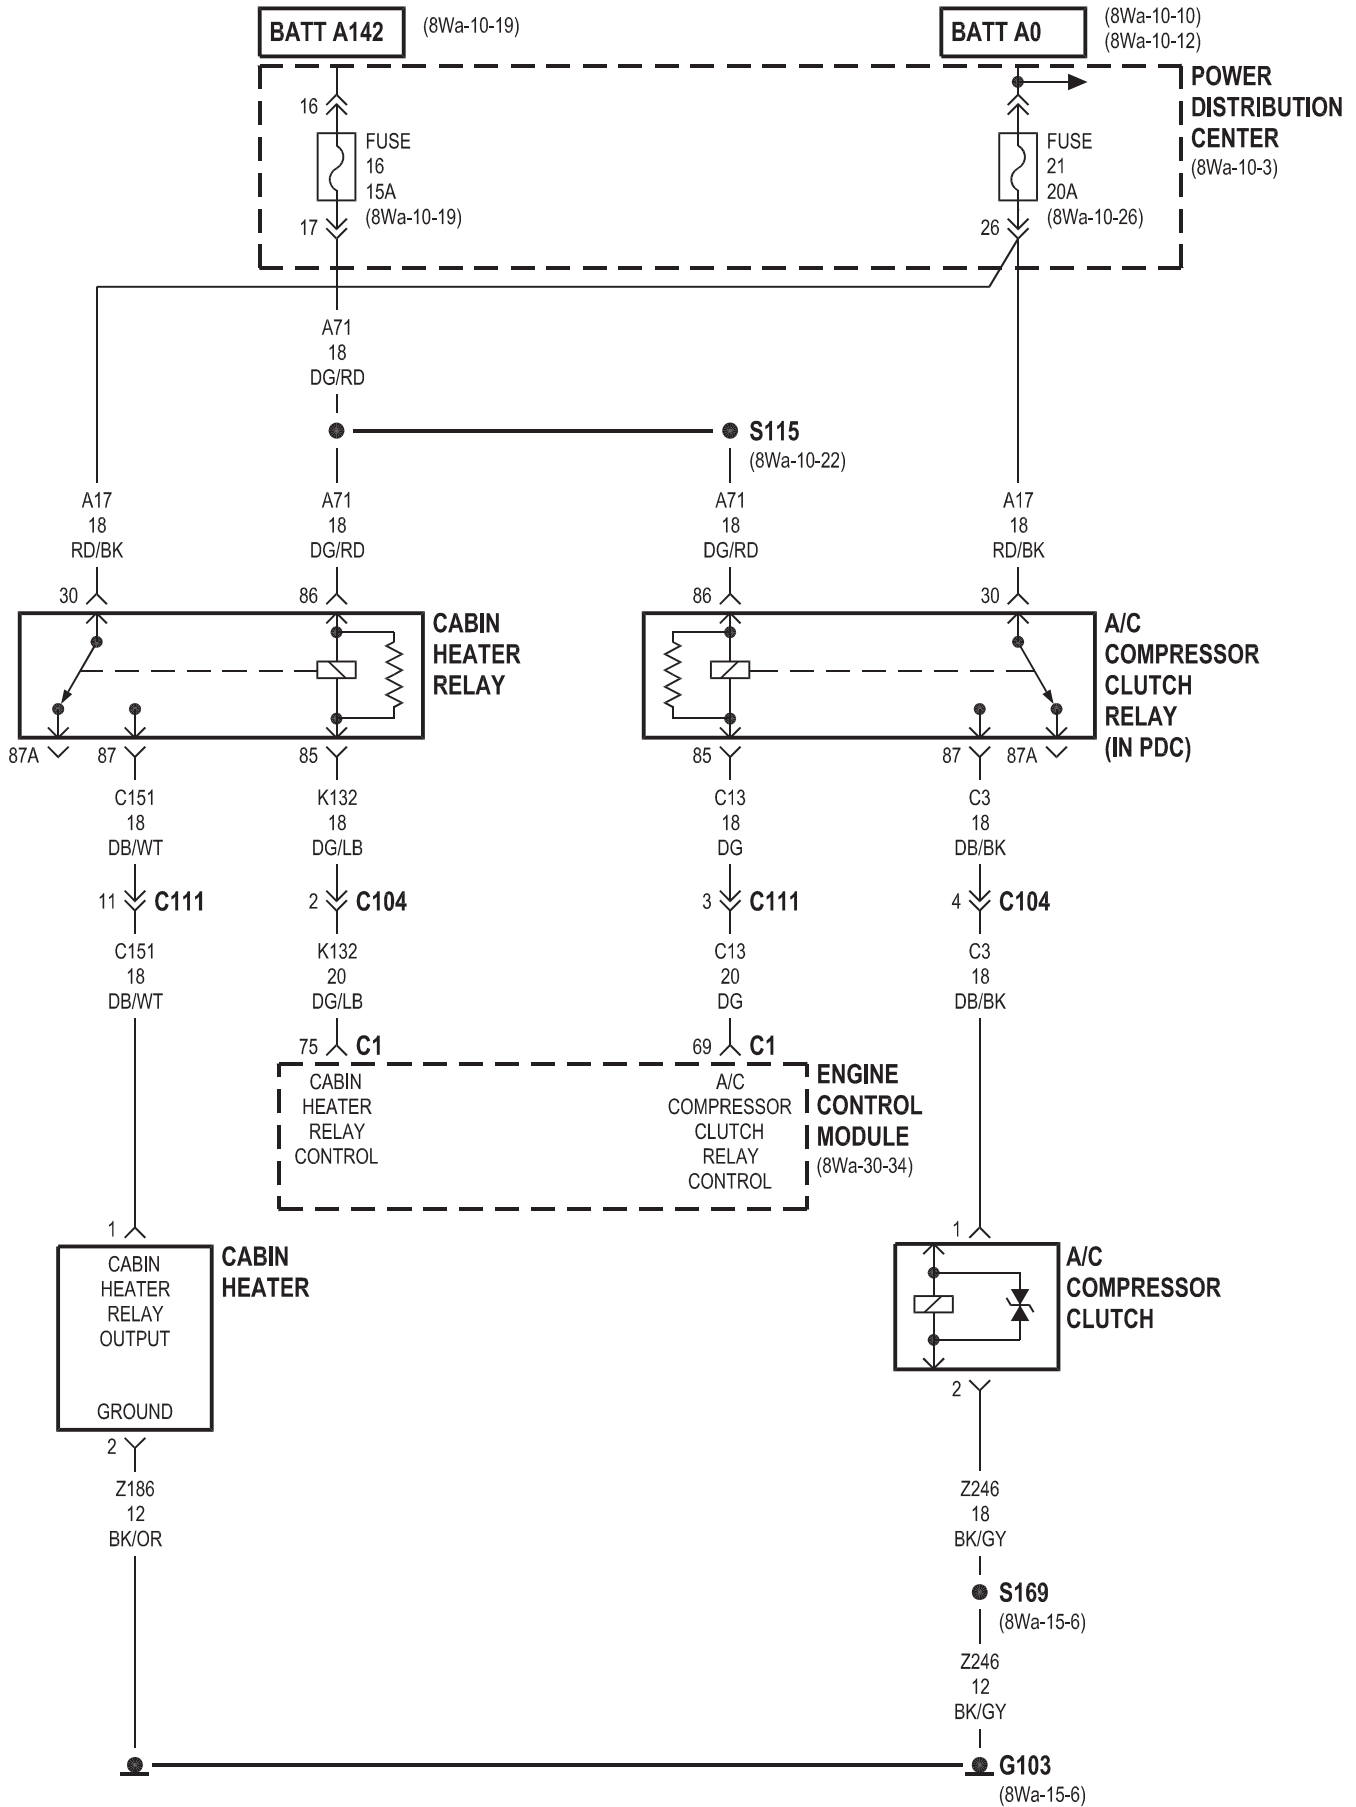 BATT A142
(8Wa-10-19)
BATT A0
(8Wa-10-10)
(8Wa-10-12)
POWER
DISTRIBUTION
CENTER
(8Wa-10-3)
16
FUSE
16
15A
(8Wa-10-19)
17
FUSE
21
20A
(8Wa-10-26)
26
A71
18
DG/RD
S115
(8Wa-10-22)
A17
18
RD/BK
A71
18
DG/RD
A71
18
DG/RD
A17
18
RD/BK
30
86
86
30
CABIN
HEATER
RELAY
A/C
COMPRESSOR
CLUTCH
RELAY
(IN PDC)
87A
87
85
85
87
87A
C151
18
DB/WT
K132
18
DG/LB
C13
18
DG
C3
18
DB/BK
11
C111
2
C104
3
C111
4
C104
C151
18
DB/WT
K132
20
DG/LB
C13
20
DG
C3
18
DB/BK
75
C1
69
C1
CABIN
HEATER
RELAY
CONTROL
A/C
COMPRESSOR
CLUTCH
RELAY
CONTROL
ENGINE
CONTROL
MODULE
(8Wa-30-34)
1
CABIN
HEATER
RELAY
OUTPUT
GROUND
CABIN
HEATER
2
1
A/C
COMPRESSOR
CLUTCH
2
Z186
12
BK/OR
Z246
18
BK/GY
S169
(8Wa-15-6)
Z246
12
BK/GY
G103
(8Wa-15-6)